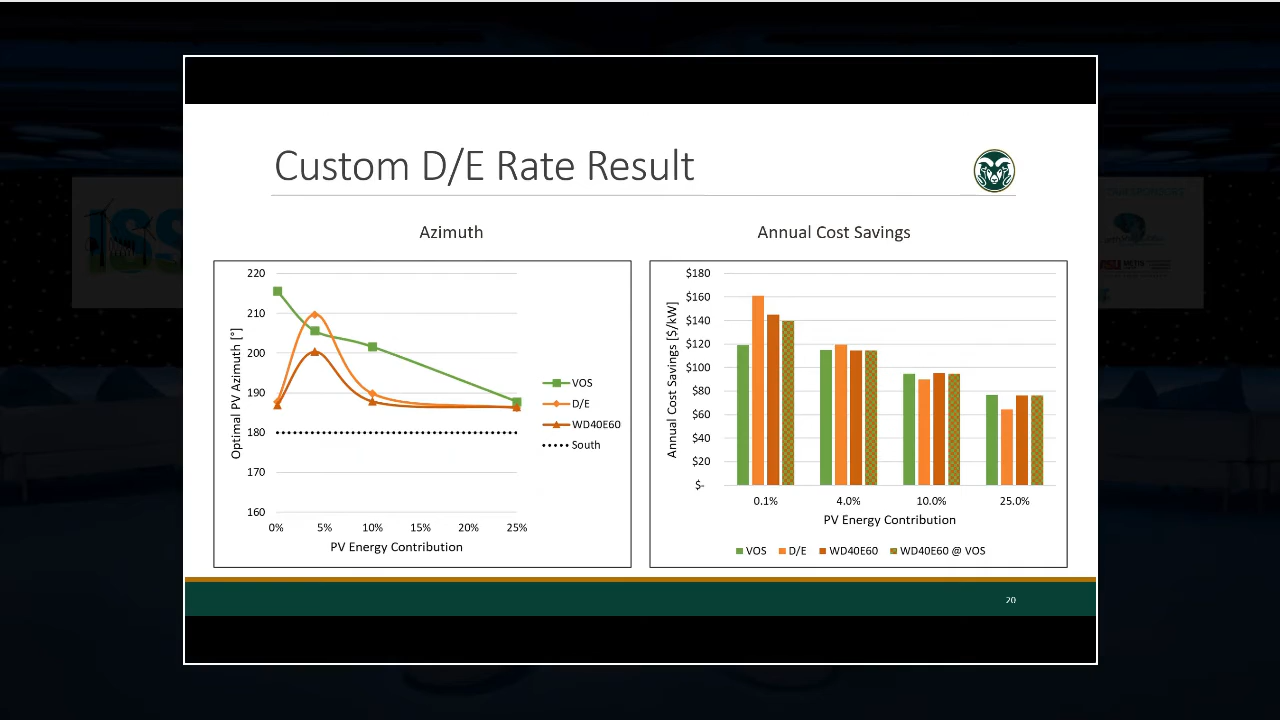 Custom D/E Rate Result
Azimuth
220
210
200
190
180
170
160
Optimal PV Azimuth [°]
0%
5%
10%
15%
20%
25%
PV Energy Contribution
VOS
D/E
WD40E60
South
Annual Cost Savings
$180
$160
$140
$120
$100
$80
$60
$40
$20
$-
Annual Cost Savings [$/kW]
0.1%
4.0%
10.0%
25.0%
PV Energy Contribution
VOS
D/E
WD40E60
WD40E60 @ VOS
20